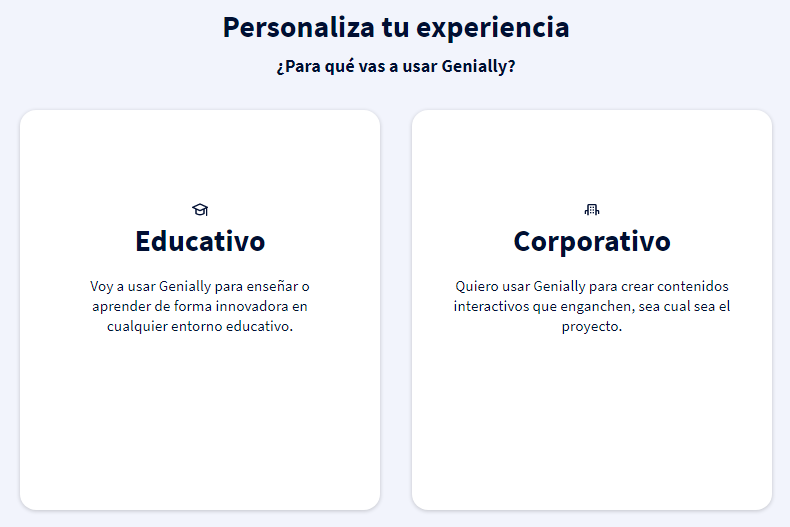 Personaliza tu experiencia
¿Para qué vas a usar Genially?
Educativo
Voy a usar Genially para enseñar o
aprender de forma innovadora en
cualquier entorno educativo.
Corporativo
Quiero usar Genially para crear contenidos
interactivos que enganchen, sea cual sea el
proyecto.